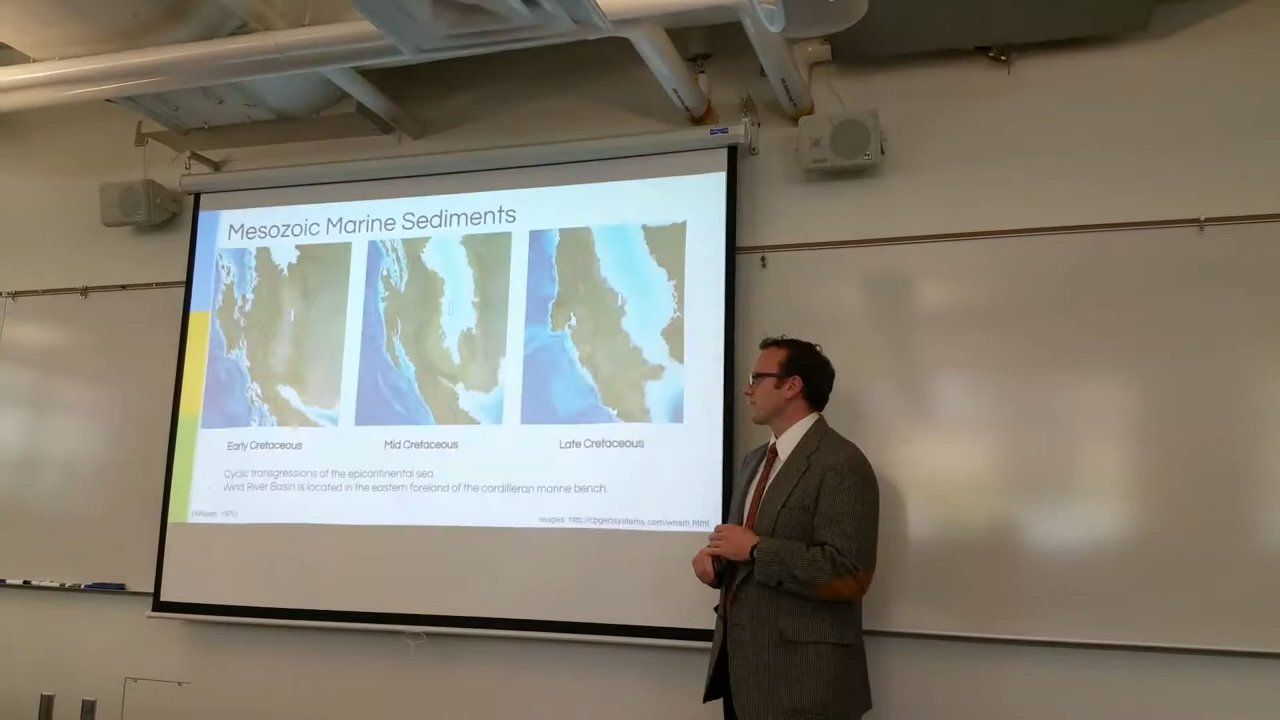 Mesozoic Marine Sediments
Early Cretaceous
Mid Cretaceous
Late Cretaceous
Cyclic transgressions of the epicontinental sea.
Wind River Basin is located in the eastern foreland of the cordilleran marine bench.
images: http://cpgeosystems.com/wnam.html